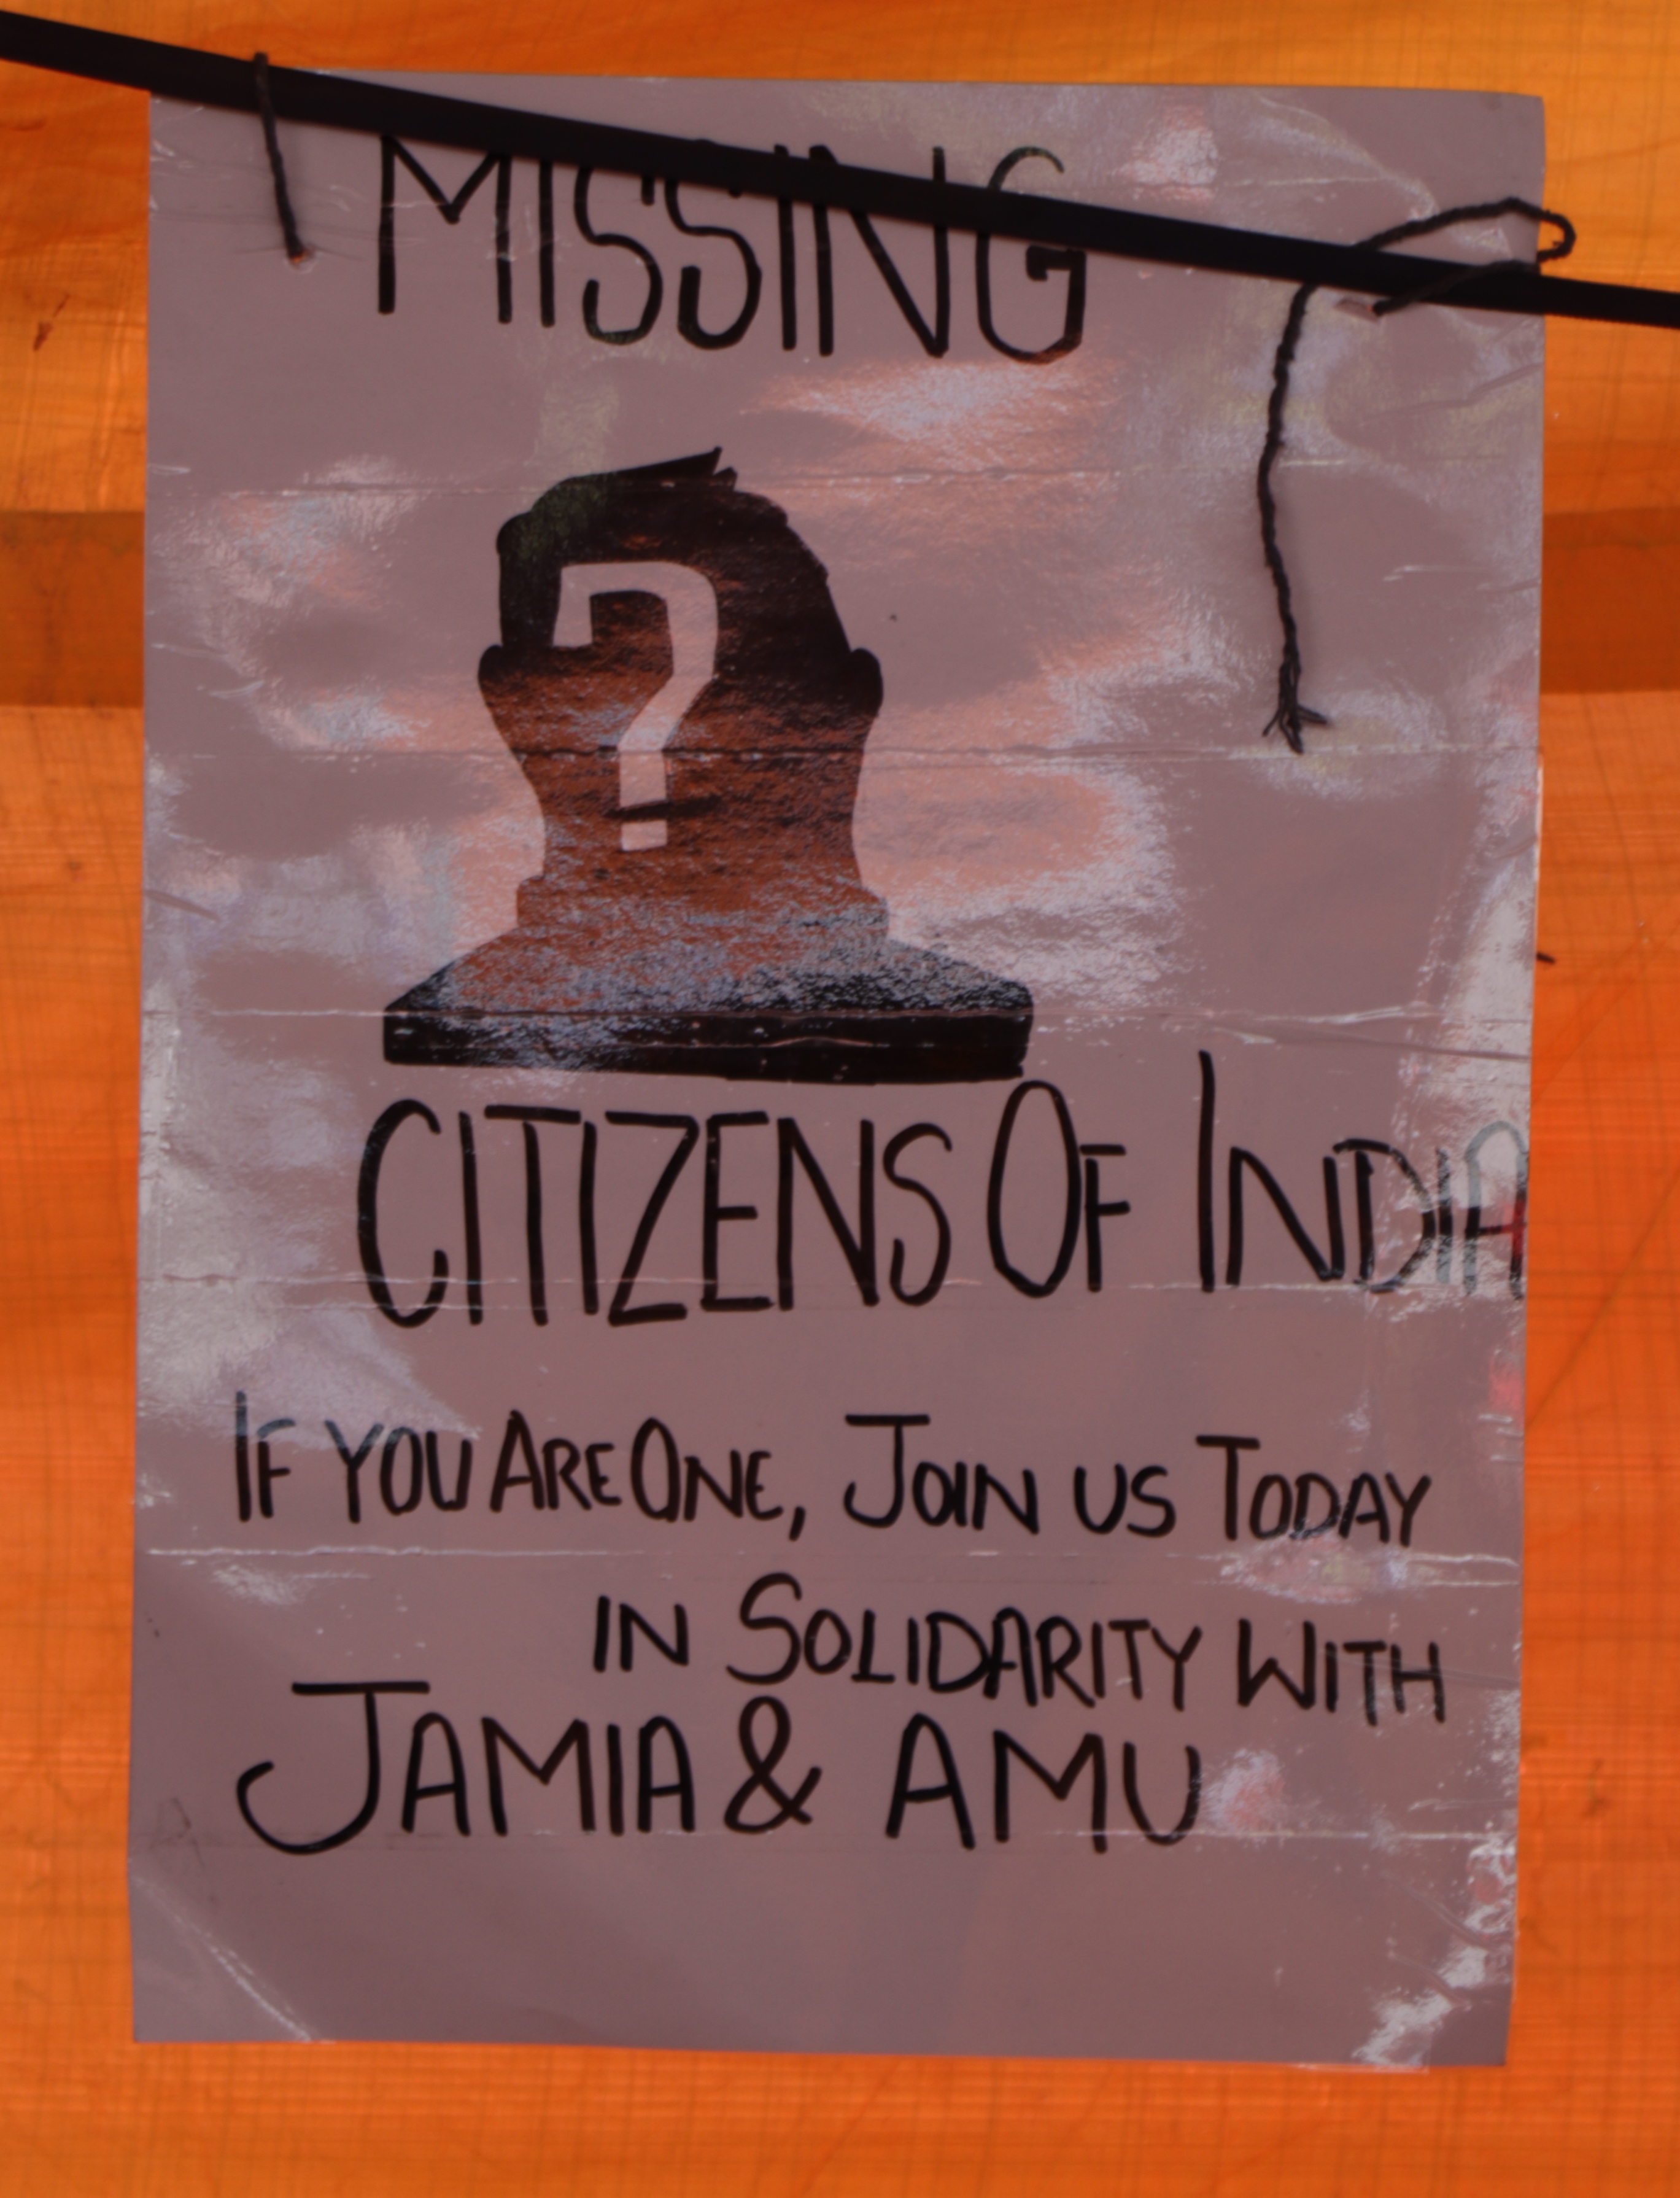 MISSING
?
CITIZENS OF INDIA
IF YOU ARE ONE, JOIN US TODAY
IN SOLIDARITY WITH
JAMIA & AMU